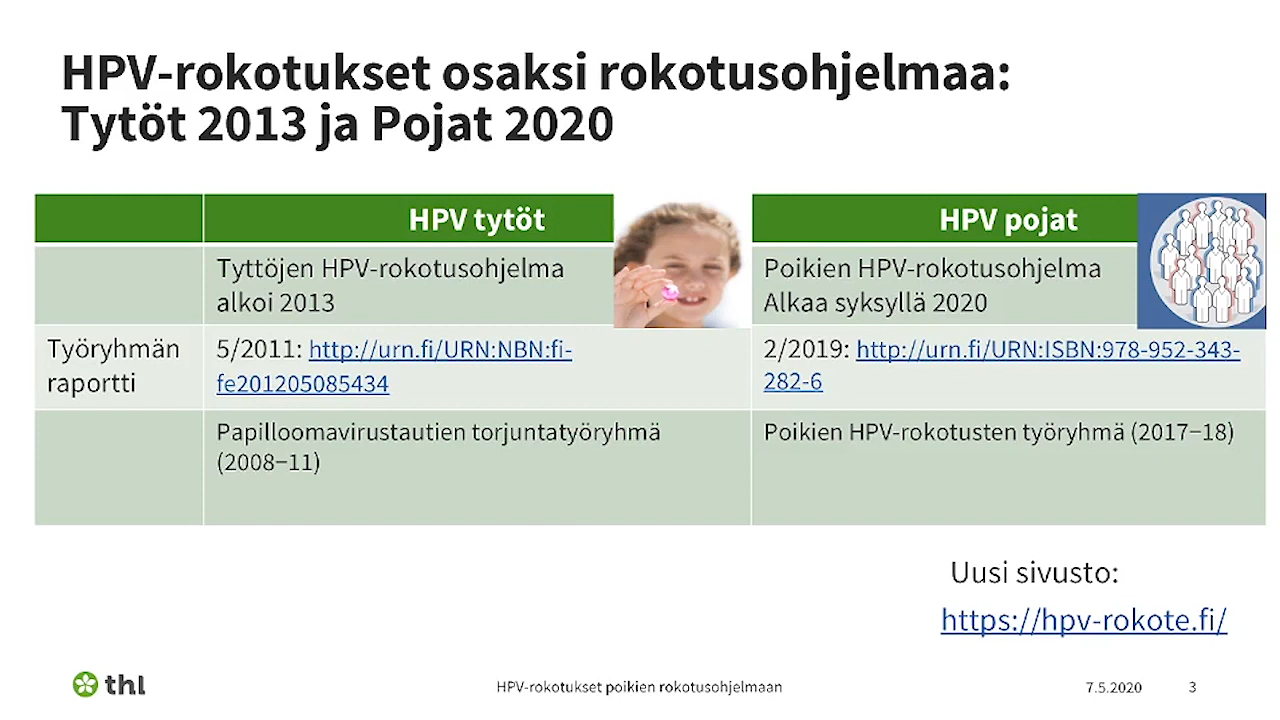 HPV-rokotukset osaksi rokotusohjelmaa:
Tytöt 2013 ja Pojat 2020
HPV tytöt
HPV pojat
Tyttöjen HPV-rokotusohjelma
alkoi 2013
Poikien HPV-rokotusohjelma
Alkaa syksyllä 2020
Työryhmän
raportti
5/2011: http://urn.fi/URN:NBN:fi-
fe201205085434
2/2019: http://urn.fi/URN:ISBN:978-952-343-
282-6
Papilloomavirustautien torjuntatyöryhmä
(2008–11)
Poikien HPV-rokotusten työryhmä (2017–18)
Uusi sivusto:
https://hpv-rokote.fi/
thl
HPV-rokotukset poikien rokotusohjelmaan
7.5.2020
3